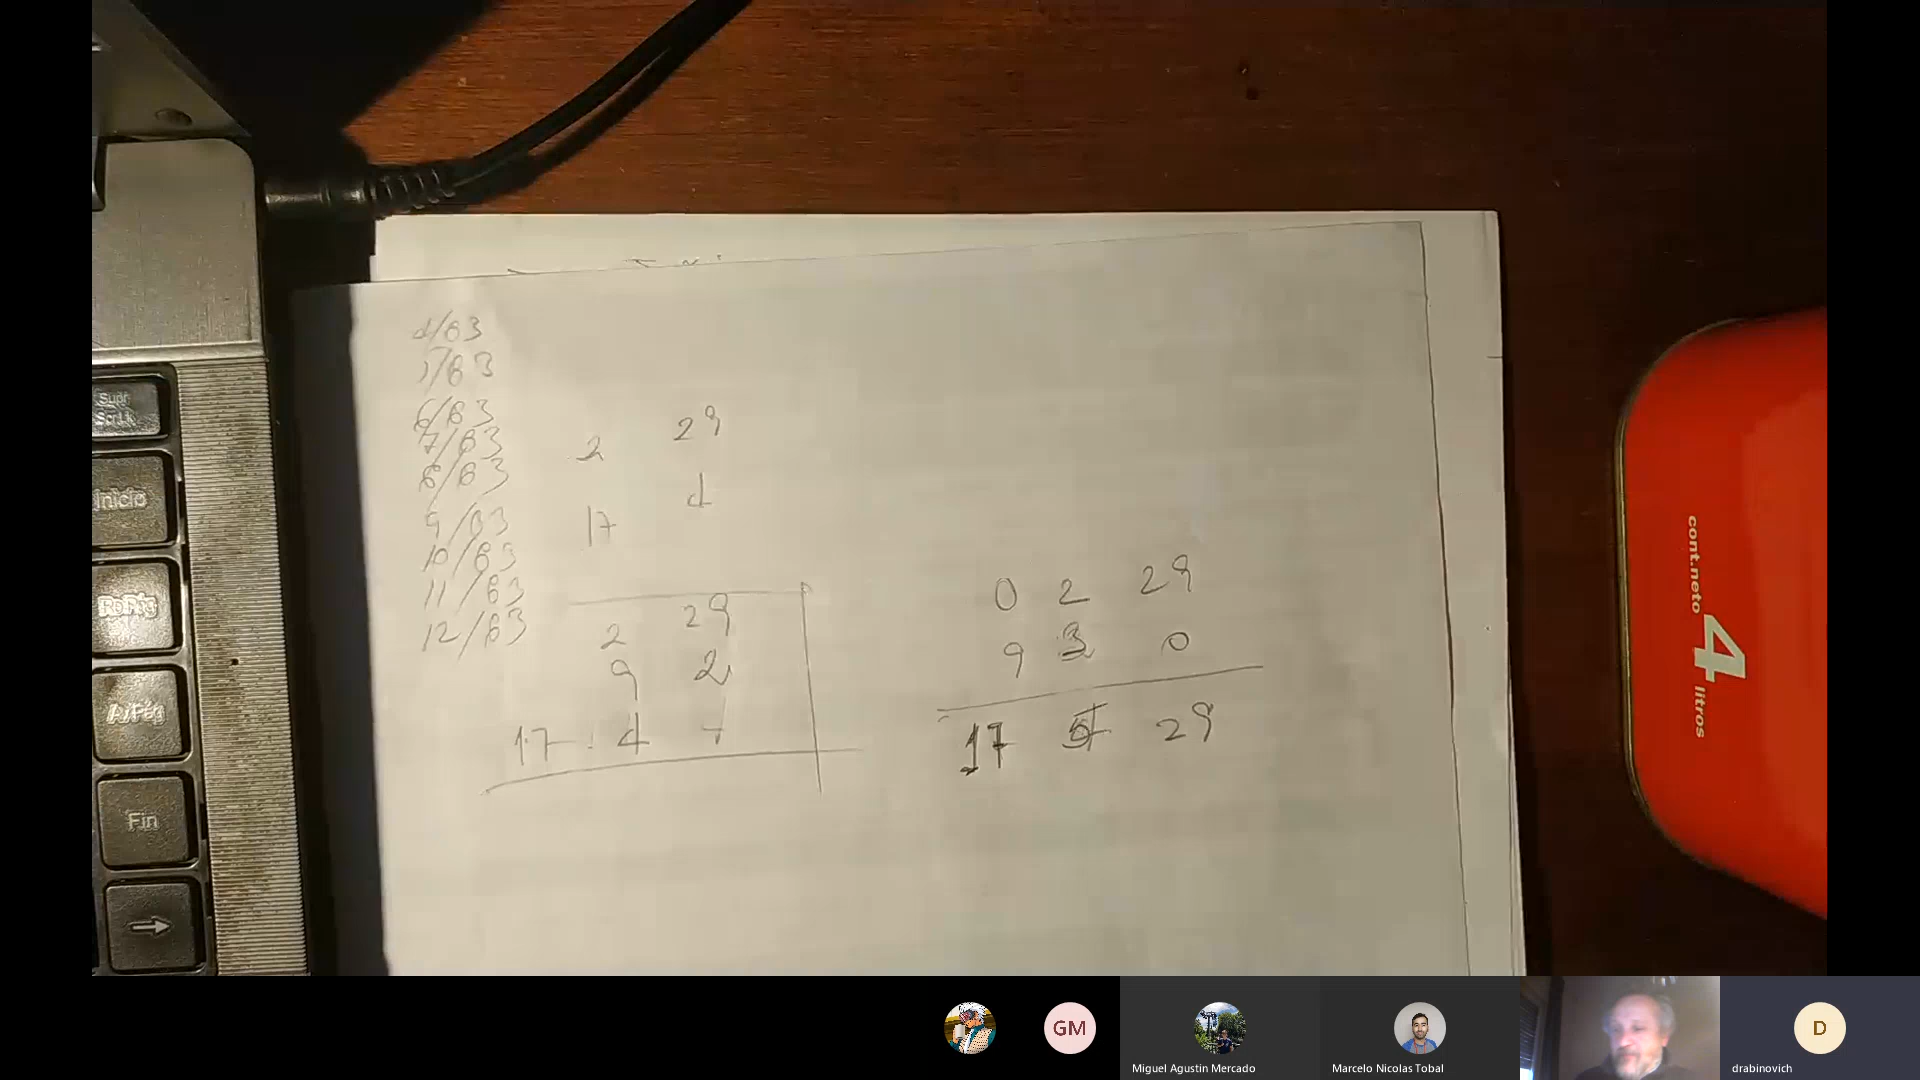 Supr
Inicio
RePág
AvPág
Fin
4/83
5/83
6/83
7/83
8/83
9/83
10/83
11/83
12/83
2 29
17 4
2 29
9 2
17 4
0 2 29
9 3 0
17 29
cont.neto
4
litros
GM
D
Miguel Agustin Mercado
Marcelo Nicolas Tobal
drabinovich